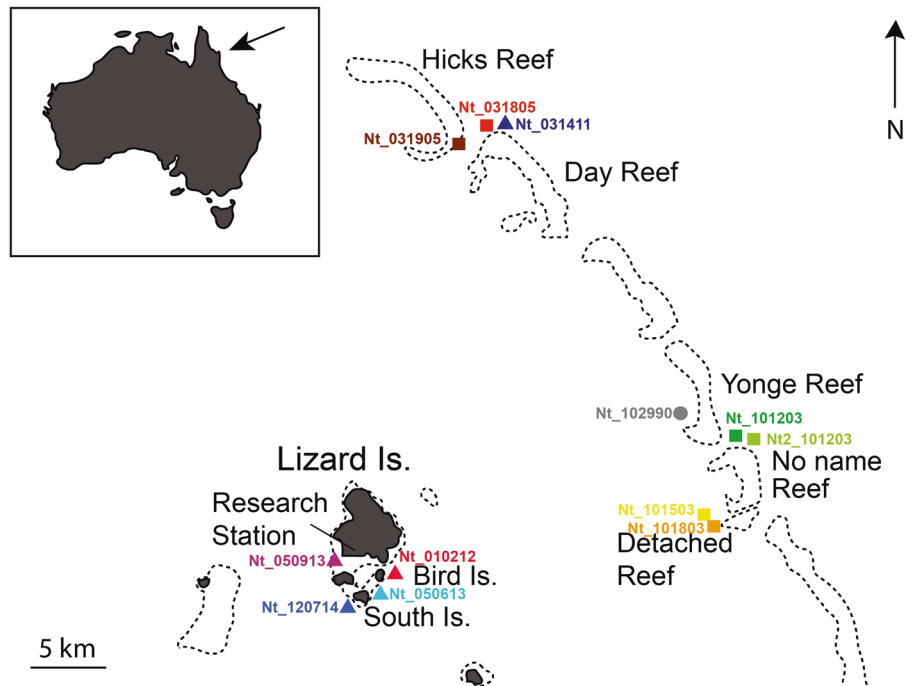 Hicks Reef
Nt_031805
Nt_031411
Nt_031905
N
Day Reef
Yonge Reef
Nt_102990
Nt_101203
Nt2_101203
No name
Reef
Lizard Is.
Research
Station
Nt_101503
Nt_101803
Detached
Reef
Nt_050913
Nt_010212
Bird Is.
Nt_050613
Nt_120714
South Is.
5 km